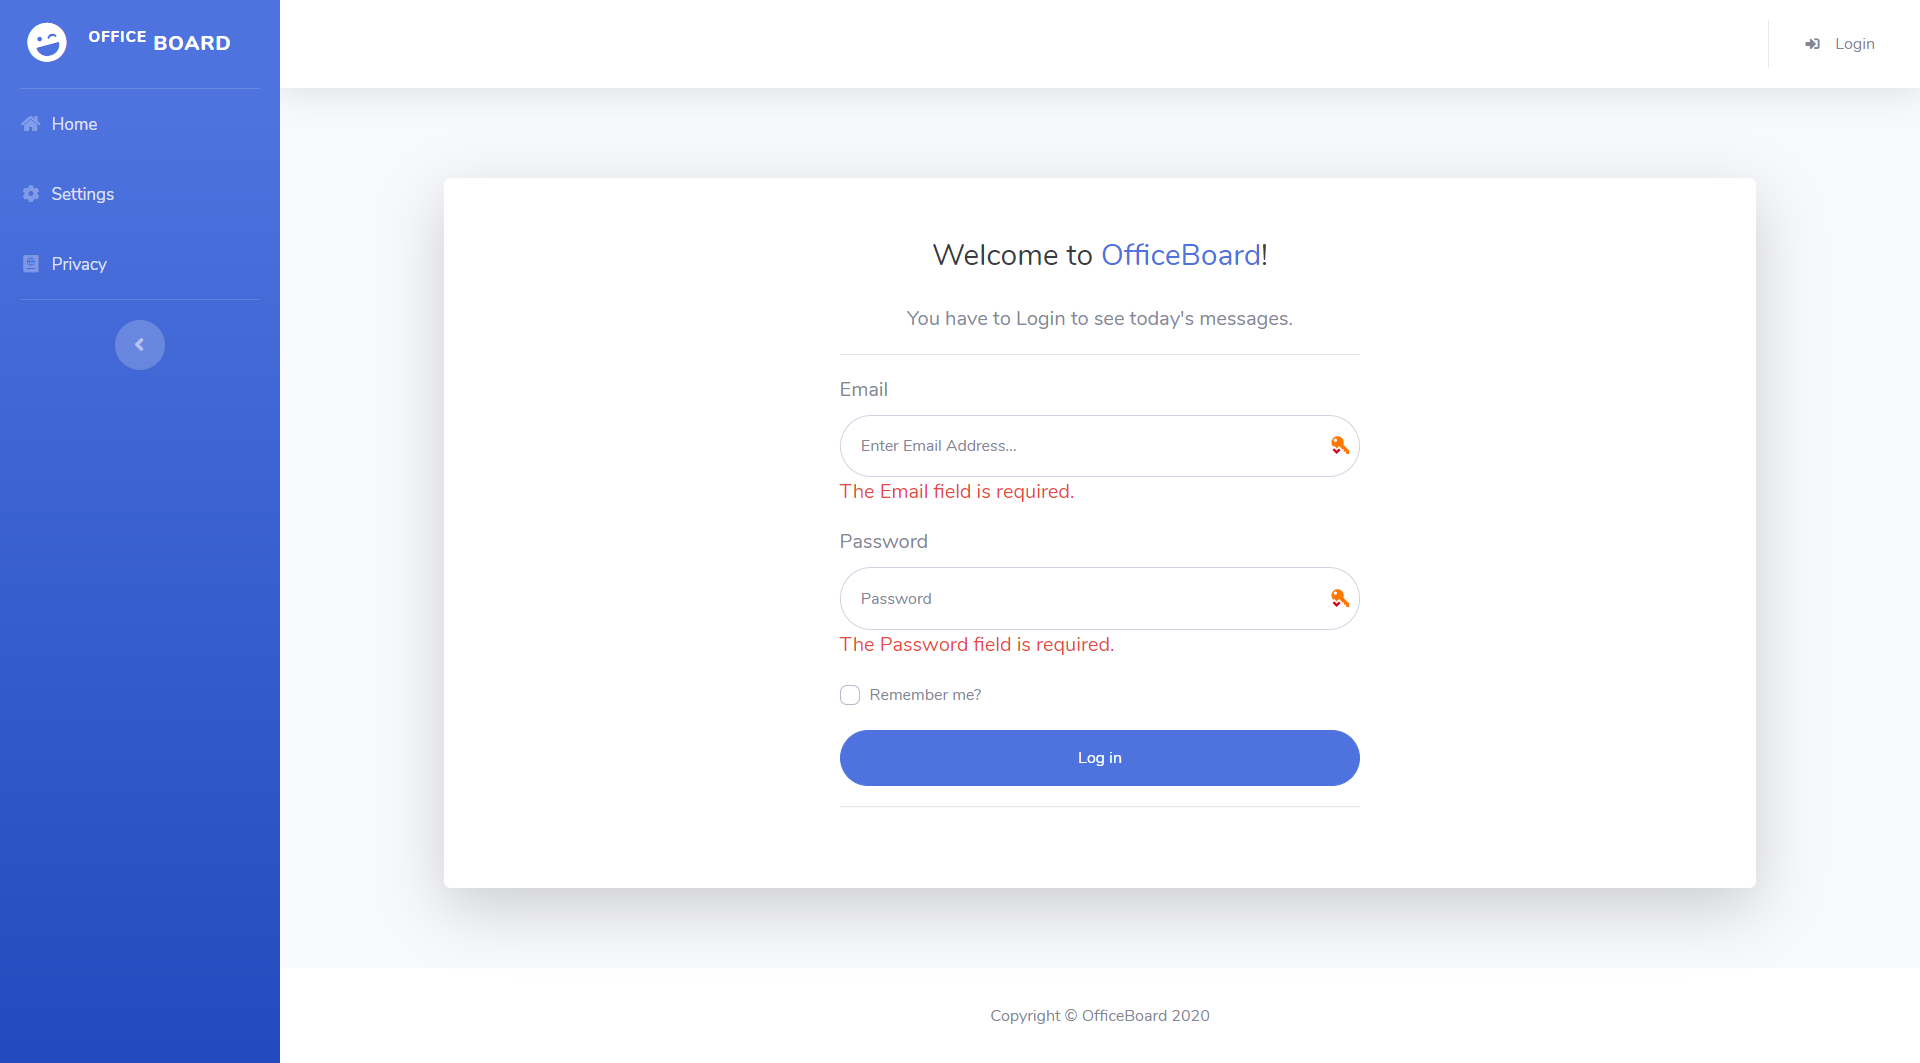 OFFICE BOARD
Home
Settings
Privacy
Login
Welcome to OfficeBoard!
You have to Login to see today's messages.
Email
Enter Email Address...
The Email field is required.
Password
Password
The Password field is required.
Remember me?
Log in
Copyright © OfficeBoard 2020